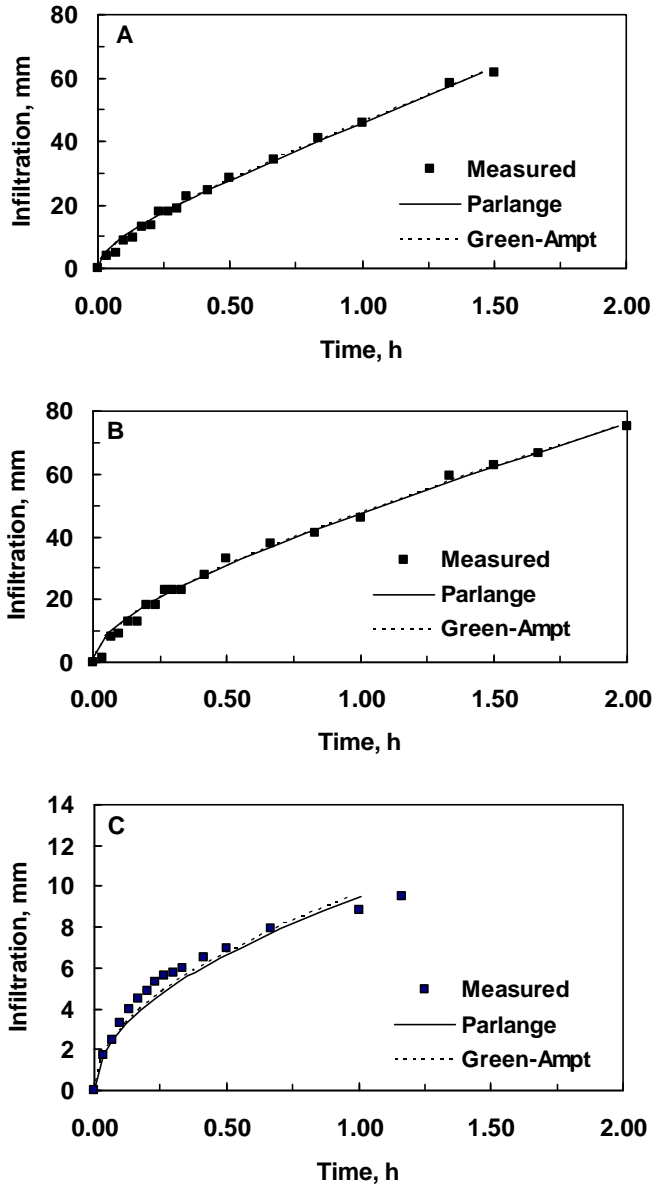 A
80
60
40
20
0
Infiltration, mm
Measured
Parlange
Green-Ampt
0.00 0.50 1.00 1.50 2.00
Time, h
B
80
60
40
20
0
Infiltration, mm
Measured
Parlange
Green-Ampt
0.00 0.50 1.00 1.50 2.00
Time, h
C
14
12
10
8
6
4
2
0
Infiltration, mm
Measured
Parlange
Green-Ampt
0.00 0.50 1.00 1.50 2.00
Time, h